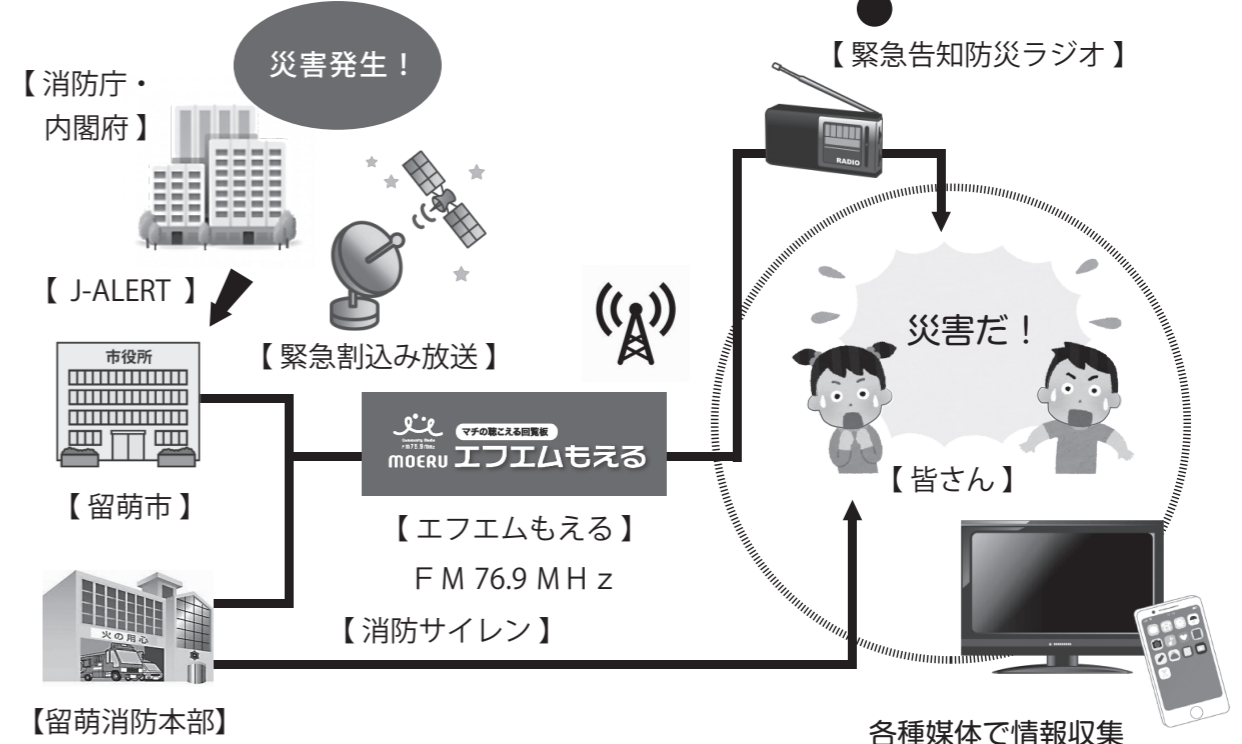 災害発生！
【 消防庁・
内閣府 】
【 緊急告知防災ラジオ 】
RADIO
【 J-ALERT 】
【 緊急割込み放送 】
災害だ！
市役所
マチの聴こえる回覧板
MOERU エフエムもえる
【 皆さん 】
【 留萌市 】
【 エフエムもえる 】
ＦＭ 76.9 ＭＨｚ
【 消防サイレン 】
火の用心
【留萌消防本部】
各種媒体で情報収集